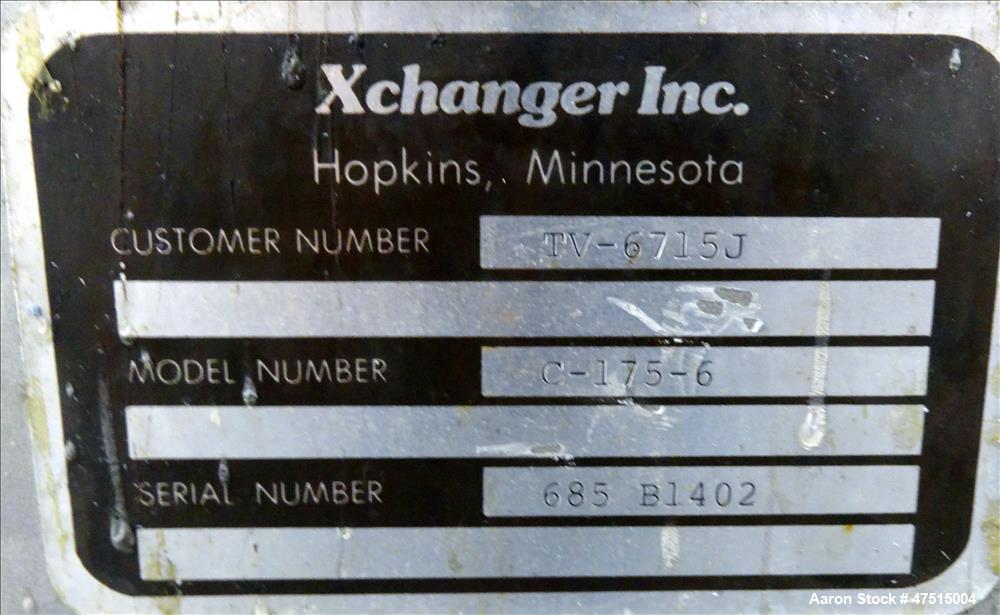 Xchanger Inc.
Hopkins, Minnesota
CUSTOMER NUMBER TV-6715J
MODEL NUMBER C-175-6
SERIAL NUMBER 685 B1402
Aaron Stock # 47515004